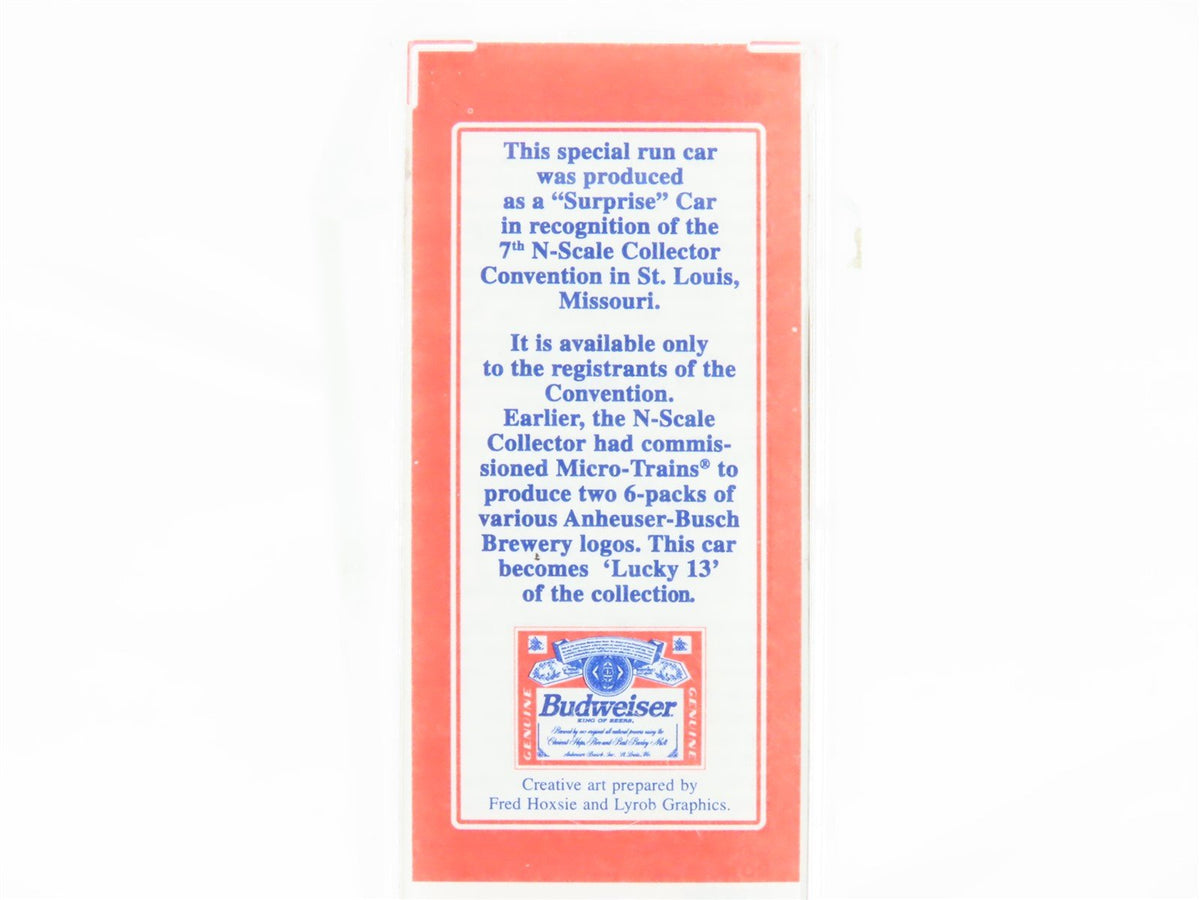 This special run car
was produced
as a “Surprise” Car
in recognition of the
7th N-Scale Collector
Convention in St. Louis,
Missouri.
It is available only
to the registrants of the
Convention.
Earlier, the N-Scale
Collector had commis-
sioned Micro-Trains® to
produce two 6-packs of
various Anheuser-Busch
Brewery logos. This car
becomes ‘Lucky 13’
of the collection.
GENUINE
Budweiser
KING OF BEERS.
GENUINE
Creative art prepared by
Fred Hoxsie and Lyrob Graphics.